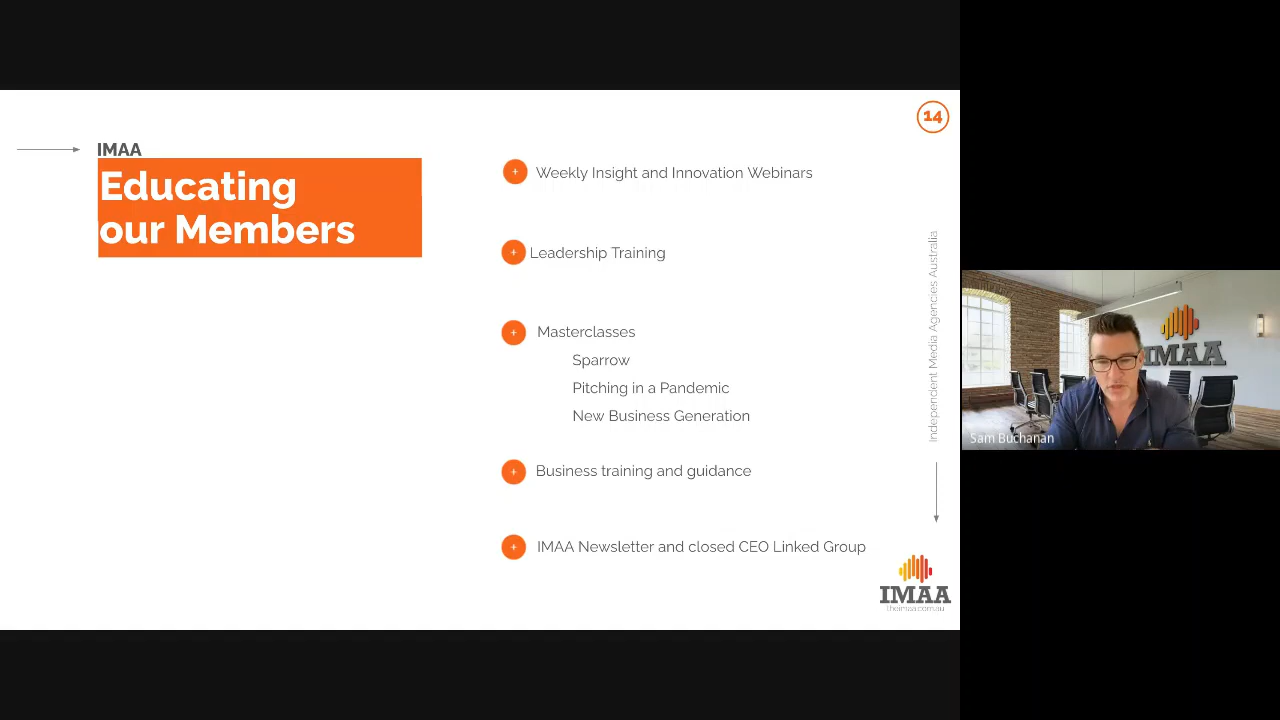 14
IMAA
Educating
our Members
+ Weekly Insight and Innovation Webinars
+ Leadership Training
+ Masterclasses
Sparrow
Pitching in a Pandemic
New Business Generation
+ Business training and guidance
+ IMAA Newsletter and closed CEO Linked Group
Independent Media Agencies Australia
IMAA
theimaa.com.au
IMAA
Sam Buchanan